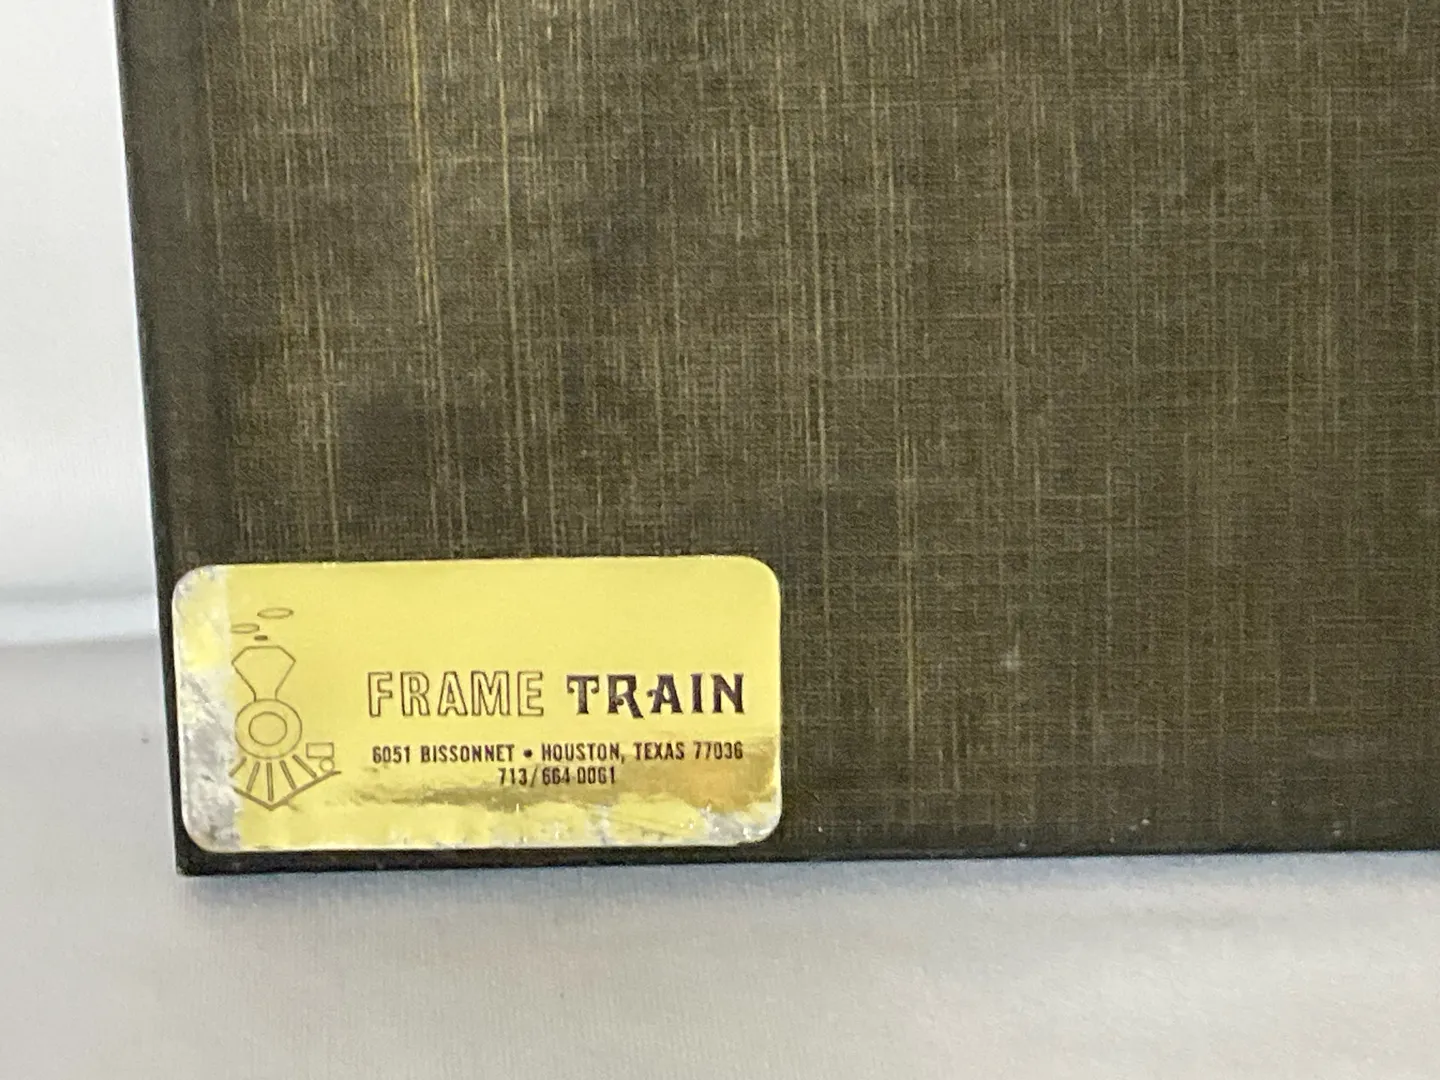 FRAME TRAIN
6051 BISSONNET • HOUSTON, TEXAS 77036
713/664-0061